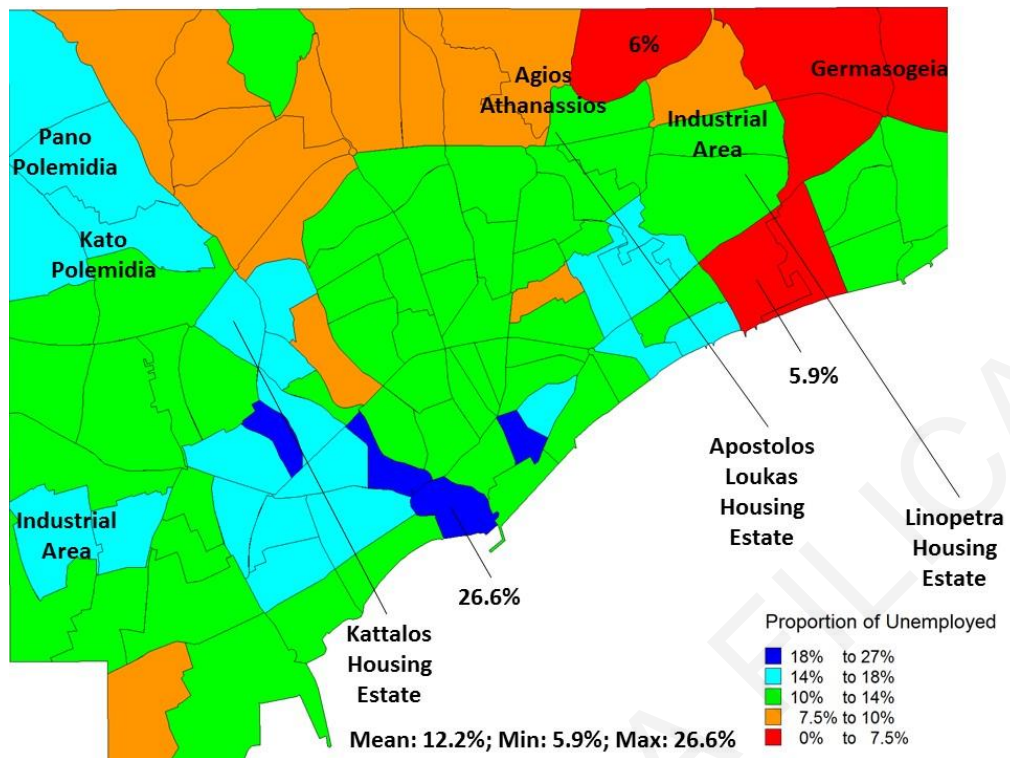 6%
Germasogeia
Agios
Athanassios
Industrial
Area
Pano
Polemidia
Kato
Polemidia
5.9%
Apostolos
Loukas
Housing
Estate
Linopetra
Housing
Estate
Industrial
Area
26.6%
Kattalos
Housing
Estate
Proportion of Unemployed
18% to 27%
14% to 18%
10% to 14%
7.5% to 10%
0% to 7.5%
Mean: 12.2%; Min: 5.9%; Max: 26.6%